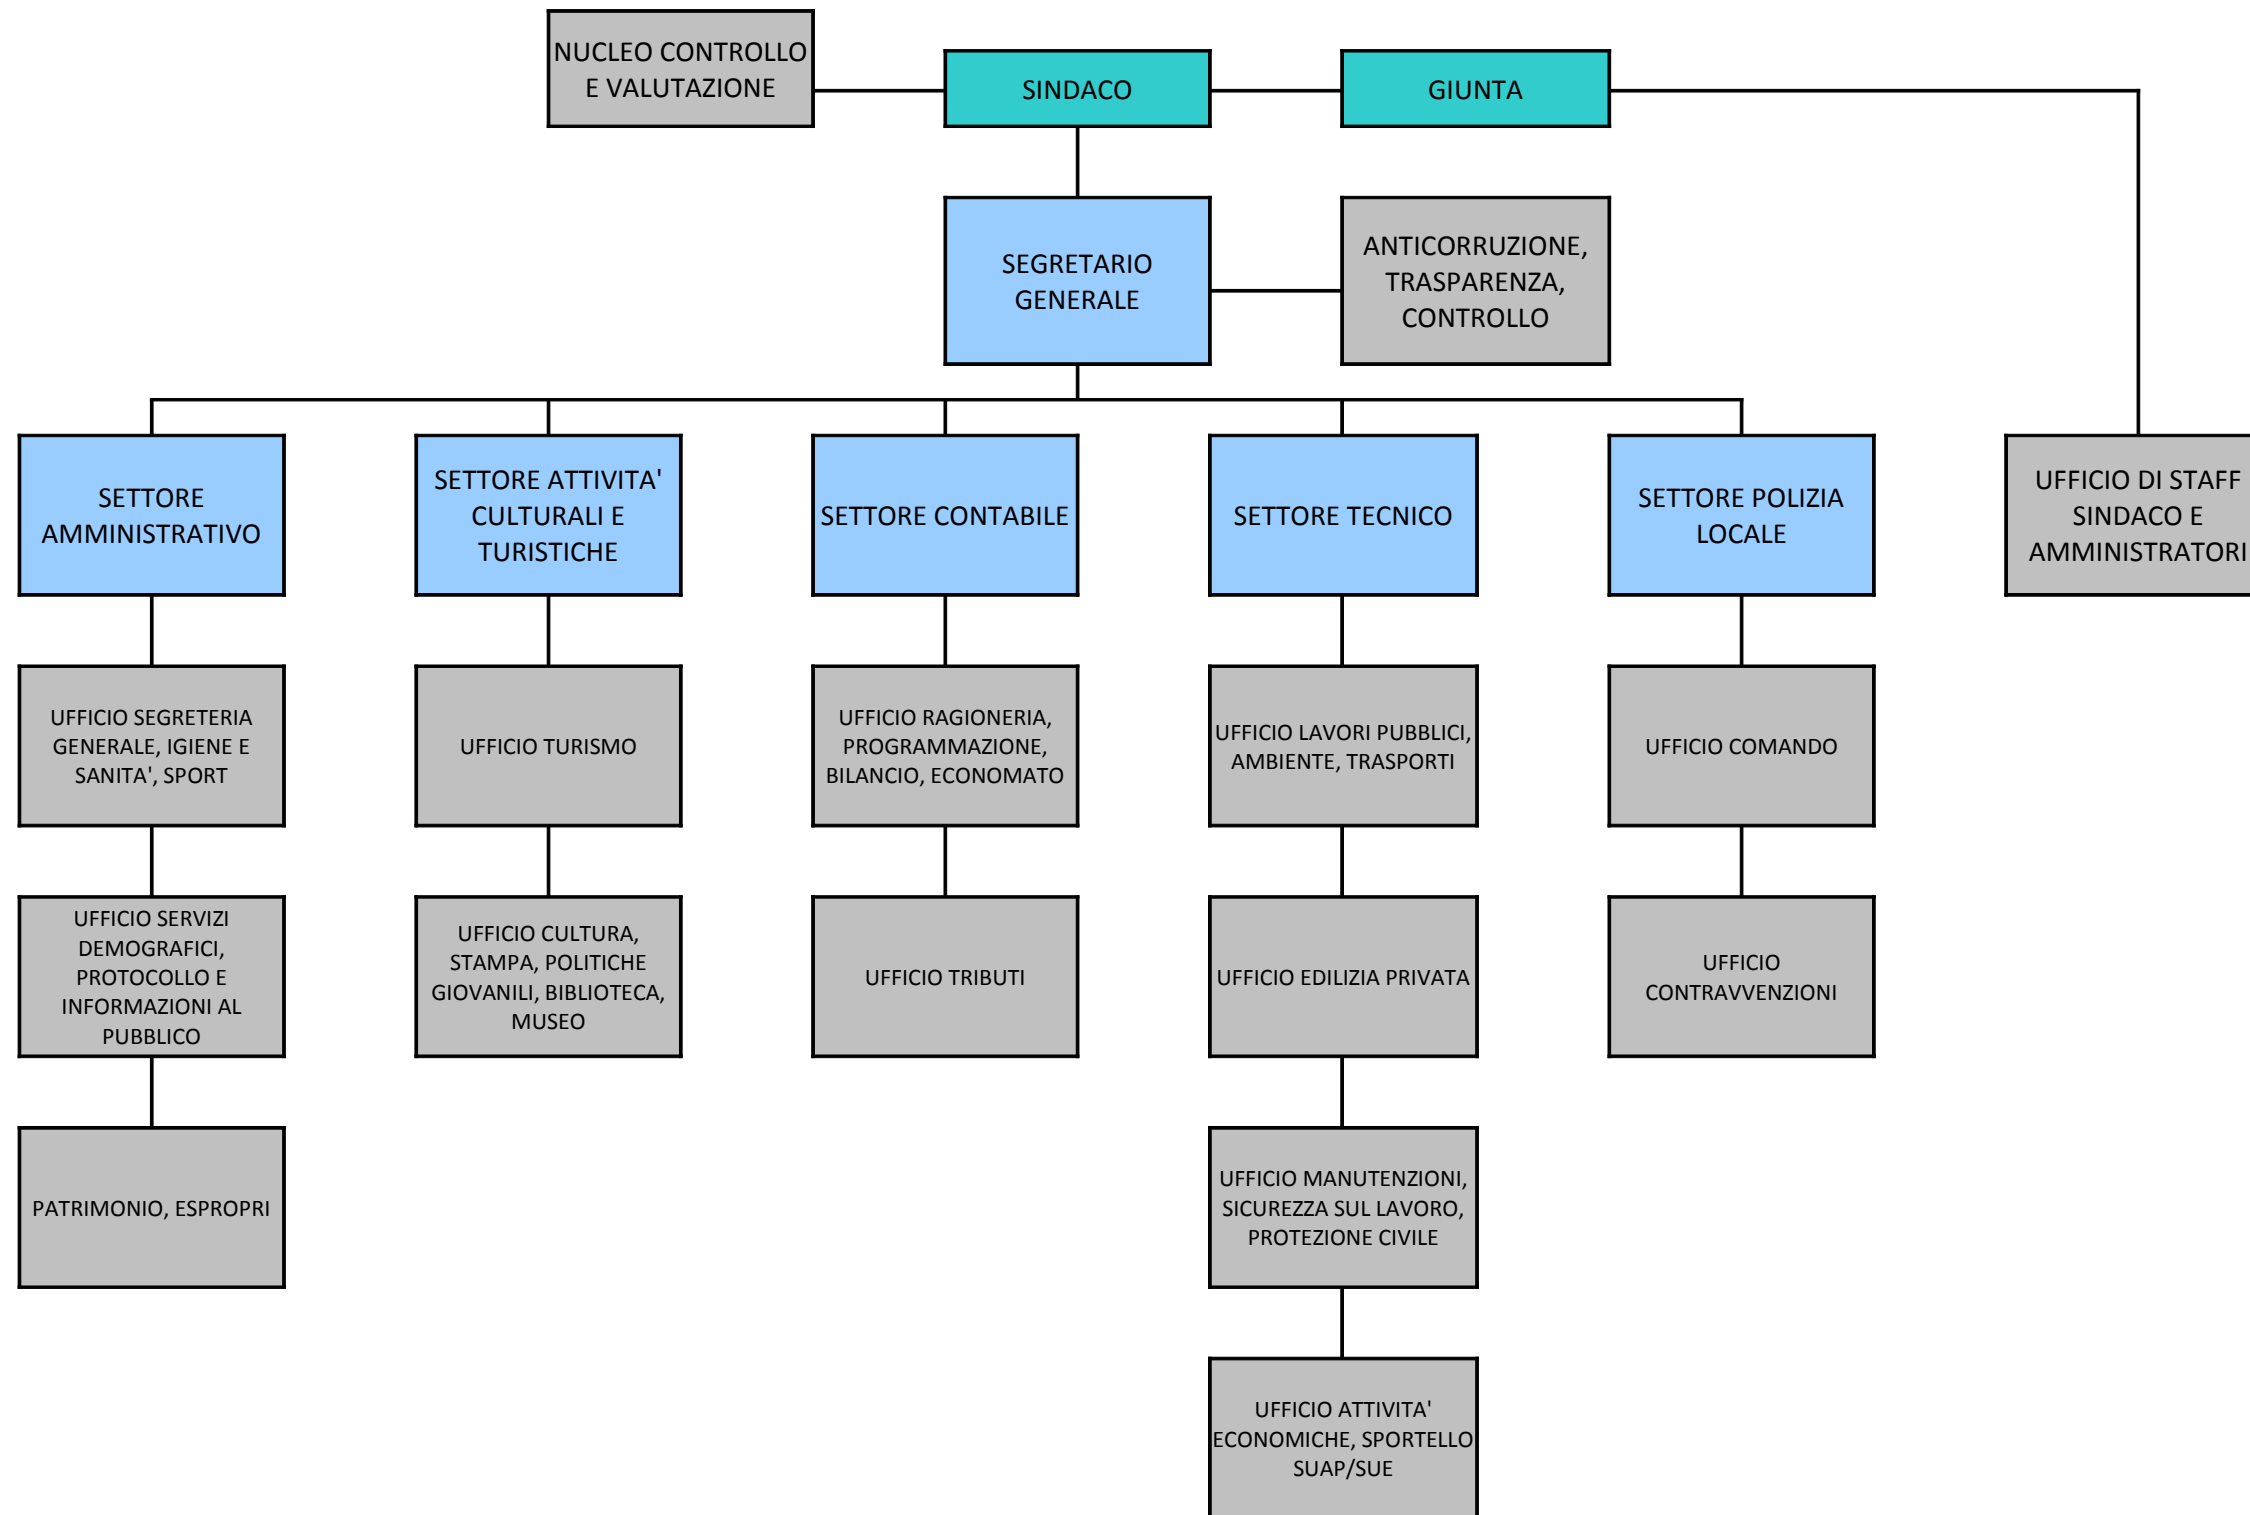 NUCLEO CONTROLLO
E VALUTAZIONE
SINDACO
GIUNTA
SEGRETARIO
GENERALE
ANTICORRUZIONE,
TRASPARENZA,
CONTROLLO
SETTORE
AMMINISTRATIVO
SETTORE ATTIVITA'
CULTURALI E
TURISTICHE
SETTORE CONTABILE
SETTORE TECNICO
SETTORE POLIZIA
LOCALE
UFFICIO DI STAFF
SINDACO E
AMMINISTRATORI
UFFICIO SEGRETERIA
GENERALE, IGIENE E
SANITA', SPORT
UFFICIO TURISMO
UFFICIO RAGIONERIA,
PROGRAMMAZIONE,
BILANCIO, ECONOMATO
UFFICIO LAVORI PUBBLICI,
AMBIENTE, TRASPORTI
UFFICIO COMANDO
UFFICIO SERVIZI
DEMOGRAFICI,
PROTOCOLLO E
INFORMAZIONI AL
PUBBLICO
UFFICIO CULTURA,
STAMPA, POLITICHE
GIOVANILI, BIBLIOTECA,
MUSEO
UFFICIO TRIBUTI
UFFICIO EDILIZIA PRIVATA
UFFICIO
CONTRAVVENZIONI
PATRIMONIO, ESPROPRI
UFFICIO MANUTENZIONI,
SICUREZZA SUL LAVORO,
PROTEZIONE CIVILE
UFFICIO ATTIVITA'
ECONOMICHE, SPORTELLO
SUAP/SUE